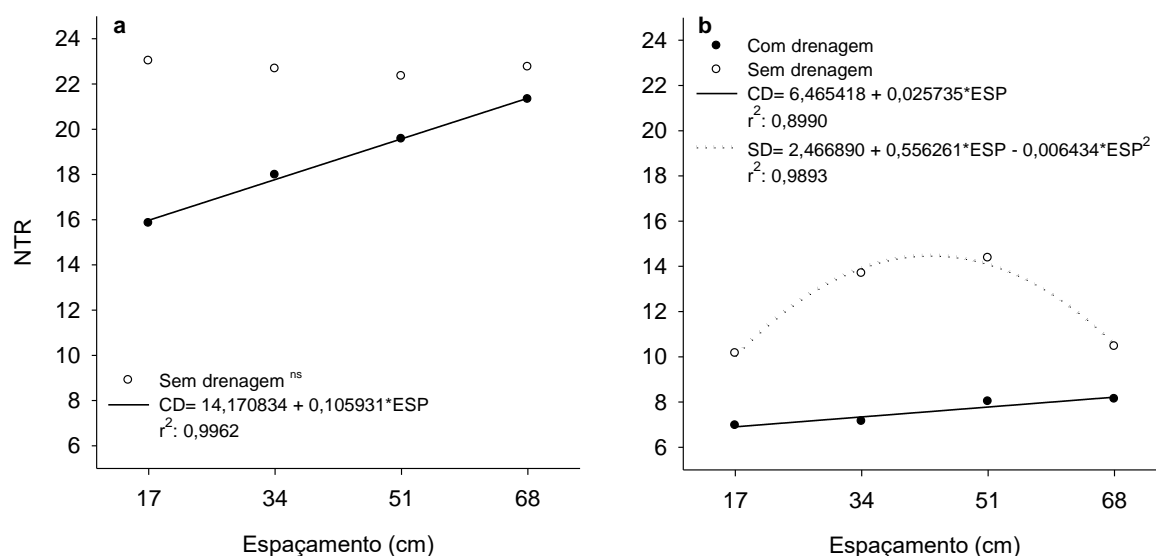 a
24
22
20
18
16
14
12
10
8
6
NTR
Sem drenagem ns
CD= 14,170834 + 0,105931*ESP
r2: 0,9962
17 34 51 68
Espaçamento (cm)
b
24
22
20
18
16
14
12
10
8
6
Com drenagem
Sem drenagem
CD= 6,465418 + 0,025735*ESP
r2: 0,8990
SD= 2,466890 + 0,556261*ESP - 0,006434*ESP2
r2: 0,9893
17 34 51 68
Espaçamento (cm)